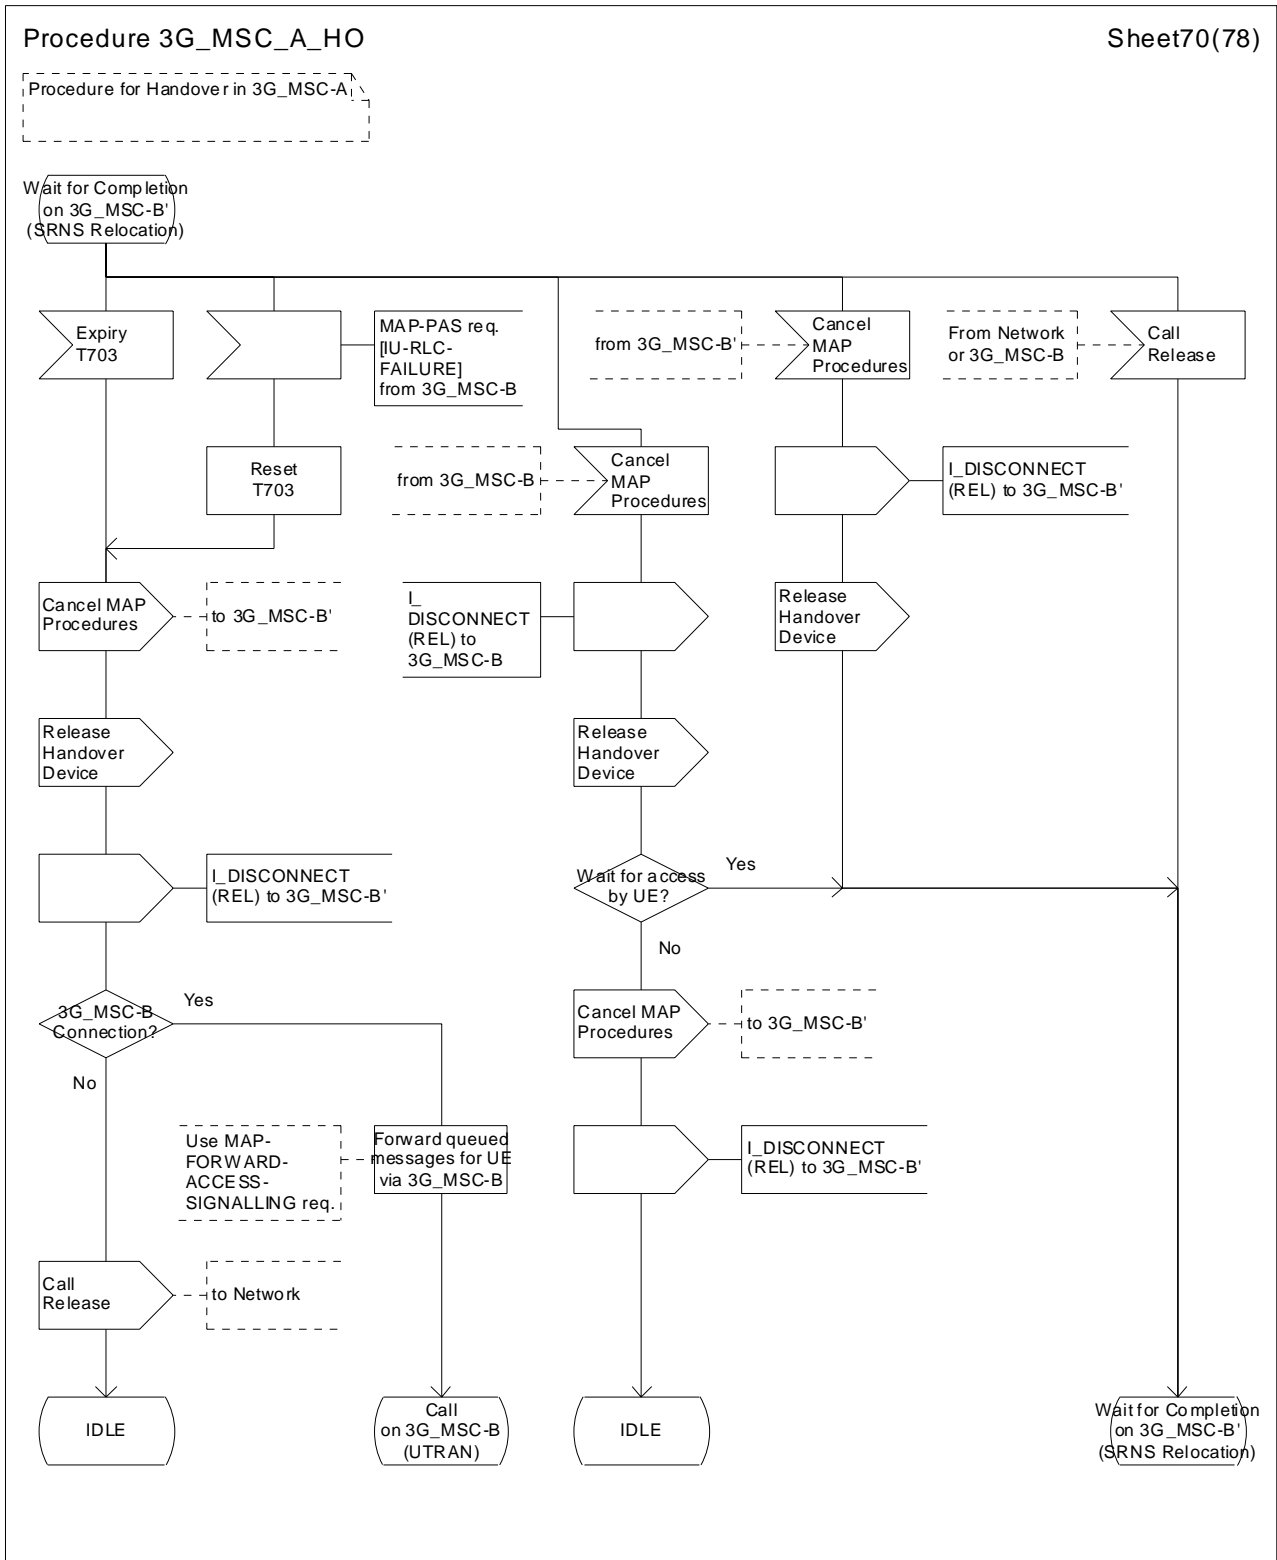 Procedure 3G_MSC_A_HO
Sheet70(78)
Procedure for Handover in 3G_MSC-A
Wait for Completion
on 3G_MSC-B'
(SRNS Relocation)
Expiry
T703
MAP-PAS req.
[IU-RLC-
FAILURE]
from 3G_MSC-B
from 3G_MSC-B'
Cancel
MAP
Procedures
From Network
or 3G_MSC-B
Call
Release
Reset
T703
from 3G_MSC-B
Cancel
MAP
Procedures
I_DISCONNECT
(REL) to 3G_MSC-B'
Cancel MAP
Procedures
to 3G_MSC-B'
I_
DISCONNECT
(REL) to
3G_MSC-B
Release
Handover
Device
Release
Handover
Device
Release
Handover
Device
I_DISCONNECT
(REL) to 3G_MSC-B'
Wait for access
by UE?
Yes
No
3G_MSC-B
Connection?
Yes
No
Cancel MAP
Procedures
to 3G_MSC-B'
Use MAP-
FORWARD-
ACCESS-
SIGNALLING req.
Forward queued
messages for UE
via 3G_MSC-B
I_DISCONNECT
(REL) to 3G_MSC-B'
Call
Release
to Network
IDLE
Call
on 3G_MSC-B
(UTRAN)
IDLE
Wait for Completion
on 3G_MSC-B'
(SRNS Relocation)